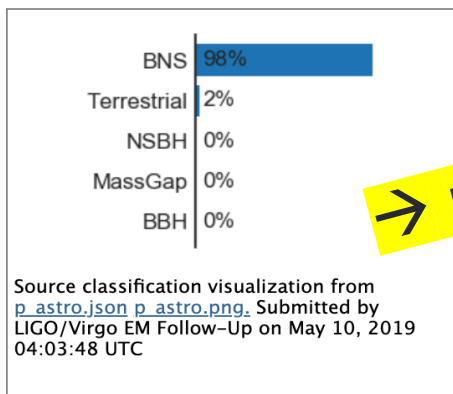 BNS 98%
Terrestrial 2%
NSBH 0%
MassGap 0%
BBH 0%
→
Source classification visualization from
p_astro.json p_astro.png. Submitted by
LIGO/Virgo EM Follow-Up on May 10, 2019
04:03:48 UTC